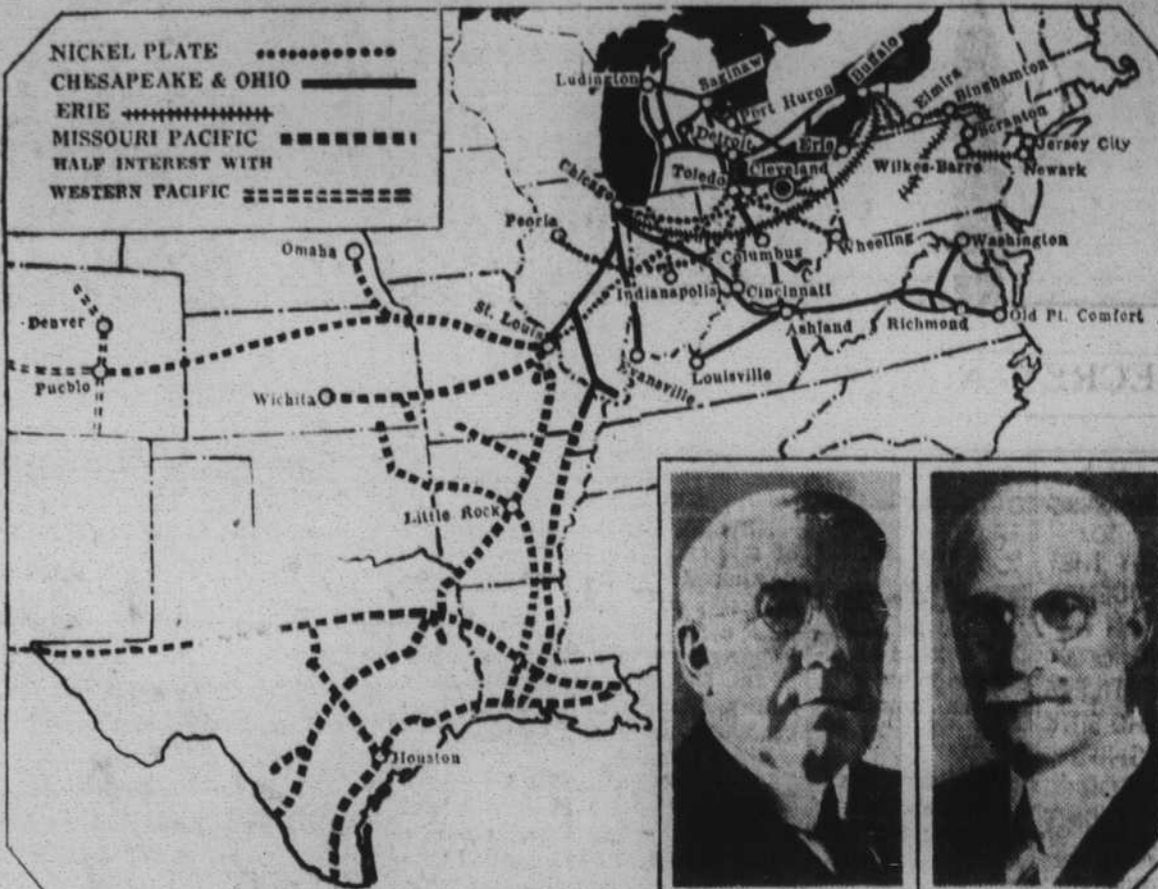 NICKEL PLATE
CHESAPEAKE & OHIO
ERIE
MISSOURI PACIFIC
HALF INTEREST WITH
WESTERN PACIFIC
Ludington
Saginaw
Port Huron
Buffalo
Elmira
Binghamton
Scranton
Jersey City
Detroit
Erie
Wilkes-Barre
Newark
Toledo
Cleveland
Chicago
Peoria
Omaha
Columbus
Wheeling
Washington
Indianapolis
Cincinnatt
Denver
St. Louis
Ashland
Richmond
Old Pt. Comfort
Pueblo
Evansville
Louisville
Wichita
Little Rock
Houston